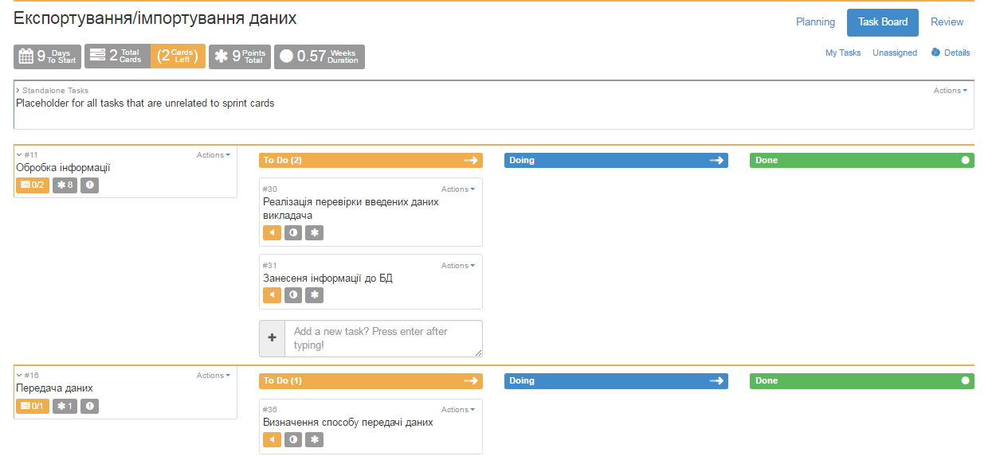 Експортування/імпортування даних
Planning Task Board Review
9 Days To Start 2 Total Cards (2 Cards Left) 9 Points Total 0.57 Weeks Duration
My Tasks Unassigned Details
Standalone Tasks Actions
Placeholder for all tasks that are unrelated to sprint cards
#11 Actions
Обробка інформації
0/2 8
To Do (2) Doing Done
#30 Actions
Реалізація перевірки введених даних
викладача
#31 Actions
Занесеня інформації до БД
Add a new task? Press enter after
typing!
#16 Actions
Передача даних
0/1 1
To Do (1) Doing Done
#36 Actions
Визначення способу передачі даних